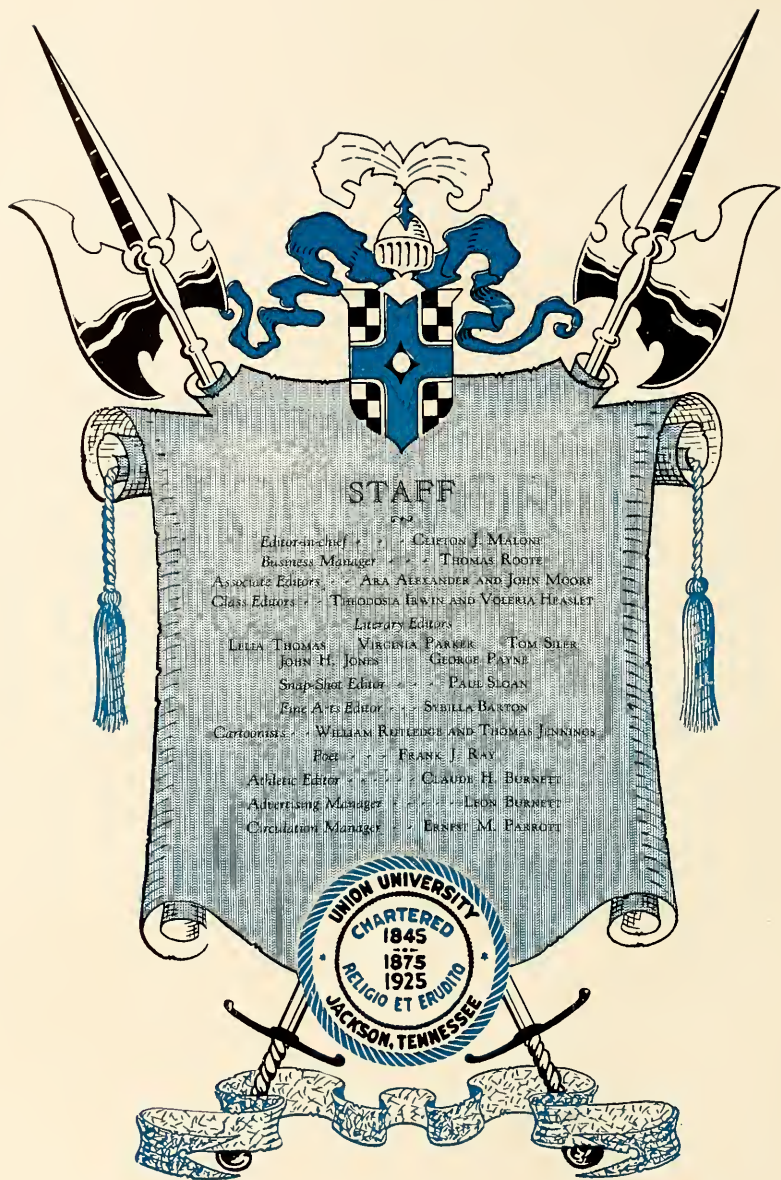 STAFF
Editor-in-chief - - - CLIFTON J. MALONE
Business Manager - - - THOMAS ROOTE
Associate Editors - - ARA ALEXANDER AND JOHN MOORE
Class Editors - - THEODOSIA IRWIN AND VOLERIA HEASLET
Literary Editors
LELIA THOMAS VIRGINIA PARKER TOM SILER
JOHN H. JONES GEORGE PAYNE
Snap-Shot Editor - - - PAUL SLOAN
Fine Arts Editor - - - SYBILLA BARTON
Cartoonists - - WILLIAM RUTLEDGE AND THOMAS JENNINGS
Poet - - - FRANK J. RAY
Athletic Editor - - - - - CLAUDE H. BURNETT
Advertising Manager - - - - - LEON BURNETT
Circulation Manager - - ERNEST M. PARROTT
UNION UNIVERSITY
CHARTERED
1845
1875
1925
RELIGIO ET ERUDITO
JACKSON, TENNESSEE